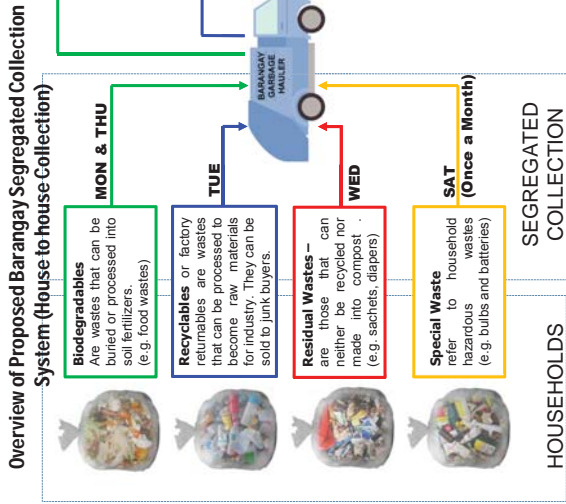 Overview of Proposed Barangay Segregated Collection
System (House to house Collection)
Biodegradables
Are wastes that can be
buried or processed into
soil fertilizers.
(e.g. food wastes)
MON & THU
Recyclables or factory
returnables are wastes
that can be processed to
become raw materials
for industry. They can be
sold to junk buyers.
TUE
Residual Wastes –
are those that can
neither be recycled nor
made into compost .
(e.g. sachets, diapers)
WED
Special Waste
refer to household
hazardous wastes
(e.g. bulbs and batteries)
SAT
(Once a Month)
BARANGAY
GARBAGE
HAULER
HOUSEHOLDS
SEGREGATED
COLLECTION